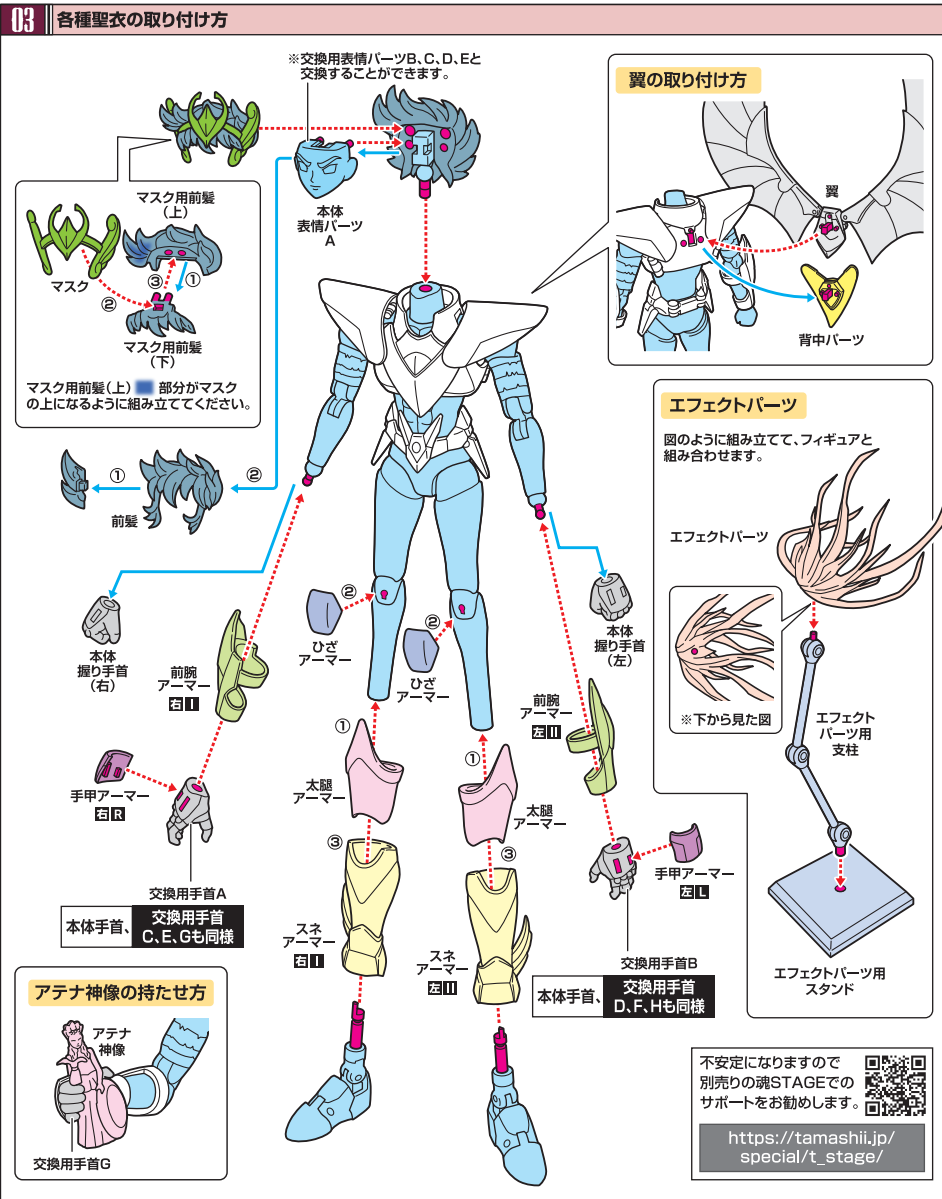 03 各種聖衣の取り付け方
※交換用表情パーツB、C、D、Eと
交換することができます。
本体
表情パーツ
A
マスク用前髪
(上)
マスク
①
②
③
マスク用前髪
(下)
マスク用前髪(上) 部分がマスク
の上になるように組み立ててください。
①
②
前髪
翼の取り付け方
翼
背中パーツ
エフェクトパーツ
図のように組み立てて、フィギュアと
組み合わせます。
エフェクトパーツ
※下から見た図
エフェクト
パーツ用
支柱
エフェクトパーツ用
スタンド
本体
握り手首
(右)
前腕
アーマー
右I
手甲アーマー
右R
交換用手首A
本体手首、
交換用手首
C、E、Gも同様
②
ひざ
アーマー
②
ひざ
アーマー
①
太腿
アーマー
①
太腿
アーマー
③
スネ
アーマー
右I
③
スネ
アーマー
左II
本体
握り手首
(左)
前腕
アーマー
左II
手甲アーマー
左L
交換用手首B
本体手首、
交換用手首
D、F、Hも同様
アテナ神像の持たせ方
アテナ
神像
交換用手首G
不安定になりますので
別売りの魂STAGEでの
サポートをお勧めします。
https://tamashii.jp/
special/t_stage/